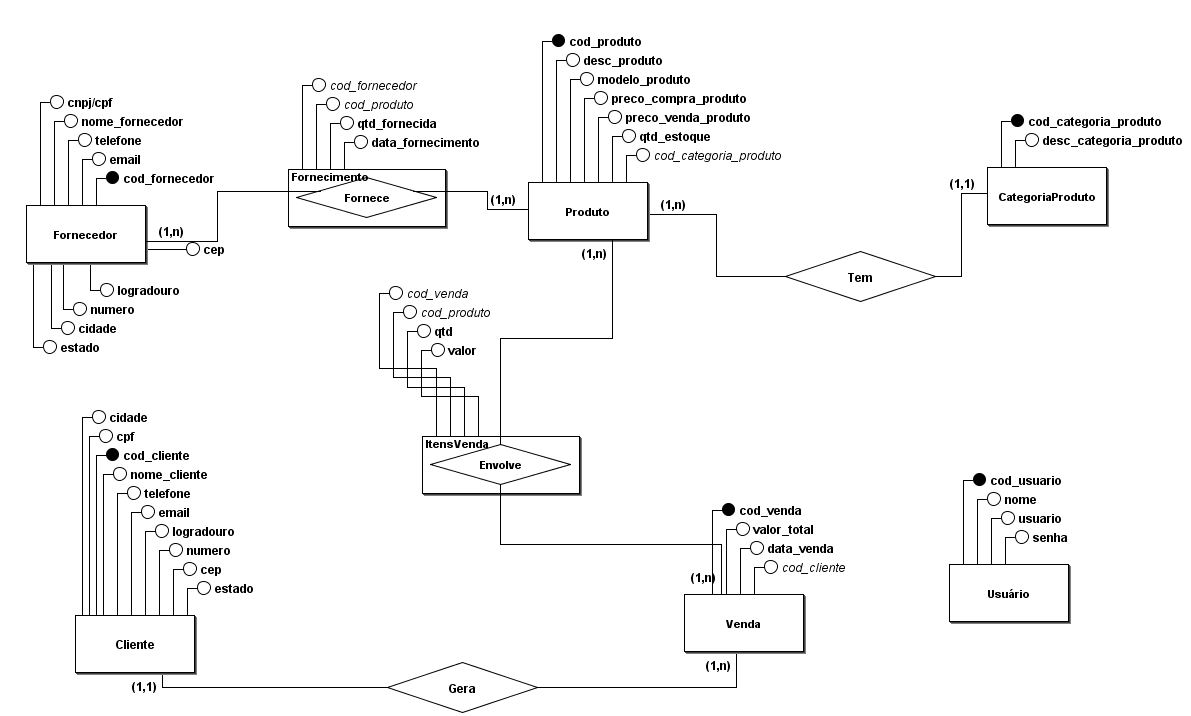 cod_produto
desc_produto
modelo_produto
preco_compra_produto
preco_venda_produto
qtd_estoque
cod_categoria_produto
cod_fornecedor
cod_produto
qtd_fornecida
data_fornecimento
cnpj/cpf
nome_fornecedor
telefone
email
cod_fornecedor
cod_categoria_produto
desc_categoria_produto
Fornecimento
Fornece
Fornecedor
(1,n)
(1,n)
Produto
(1,n)
(1,1)
CategoriaProduto
cep
logradouro
numero
cidade
estado
(1,n)
Tem
cod_venda
cod_produto
qtd
valor
ItensVenda
Envolve
cidade
cpf
cod_cliente
nome_cliente
telefone
email
logradouro
numero
cep
estado
Cliente
(1,1)
cod_venda
valor_total
data_venda
cod_cliente
(1,n)
Venda
(1,n)
Gera
cod_usuario
nome
usuario
senha
Usuário